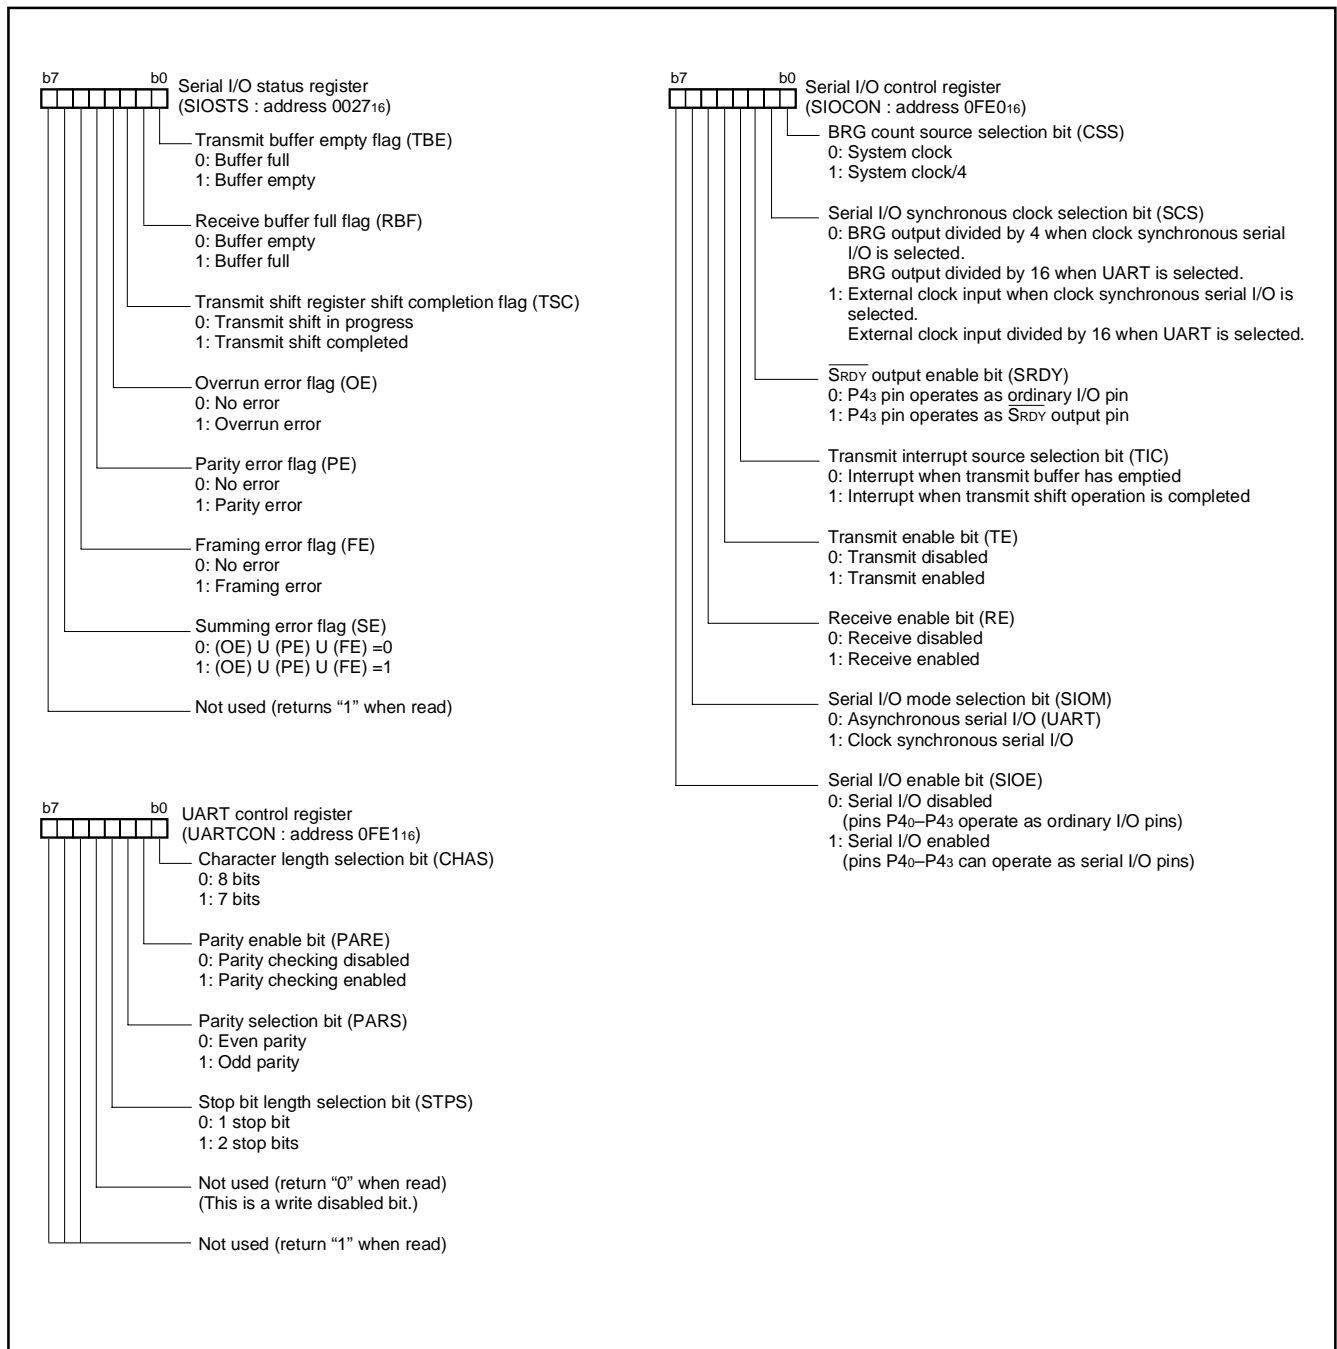 b7 b0
Serial I/O status register
(SIOSTS : address 002716)
Transmit buffer empty flag (TBE)
0: Buffer full
1: Buffer empty
Receive buffer full flag (RBF)
0: Buffer empty
1: Buffer full
Transmit shift register shift completion flag (TSC)
0: Transmit shift in progress
1: Transmit shift completed
Overrun error flag (OE)
0: No error
1: Overrun error
Parity error flag (PE)
0: No error
1: Parity error
Framing error flag (FE)
0: No error
1: Framing error
Summing error flag (SE)
0: (OE) U (PE) U (FE) =0
1: (OE) U (PE) U (FE) =1
Not used (returns “1” when read)
b7 b0
UART control register
(UARTCON : address 0FE116)
Character length selection bit (CHAS)
0: 8 bits
1: 7 bits
Parity enable bit (PARE)
0: Parity checking disabled
1: Parity checking enabled
Parity selection bit (PARS)
0: Even parity
1: Odd parity
Stop bit length selection bit (STPS)
0: 1 stop bit
1: 2 stop bits
Not used (return “0” when read)
(This is a write disabled bit.)
Not used (return “1” when read)
b7 b0
Serial I/O control register
(SIOCON : address 0FE016)
BRG count source selection bit (CSS)
0: System clock
1: System clock/4
Serial I/O synchronous clock selection bit (SCS)
0: BRG output divided by 4 when clock synchronous serial
I/O is selected.
BRG output divided by 16 when UART is selected.
1: External clock input when clock synchronous serial I/O is
selected.
External clock input divided by 16 when UART is selected.
SRDY output enable bit (SRDY)
0: P43 pin operates as ordinary I/O pin
1: P43 pin operates as SRDY output pin
Transmit interrupt source selection bit (TIC)
0: Interrupt when transmit buffer has emptied
1: Interrupt when transmit shift operation is completed
Transmit enable bit (TE)
0: Transmit disabled
1: Transmit enabled
Receive enable bit (RE)
0: Receive disabled
1: Receive enabled
Serial I/O mode selection bit (SIOM)
0: Asynchronous serial I/O (UART)
1: Clock synchronous serial I/O
Serial I/O enable bit (SIOE)
0: Serial I/O disabled
(pins P40–P43 operate as ordinary I/O pins)
1: Serial I/O enabled
(pins P40–P43 can operate as serial I/O pins)